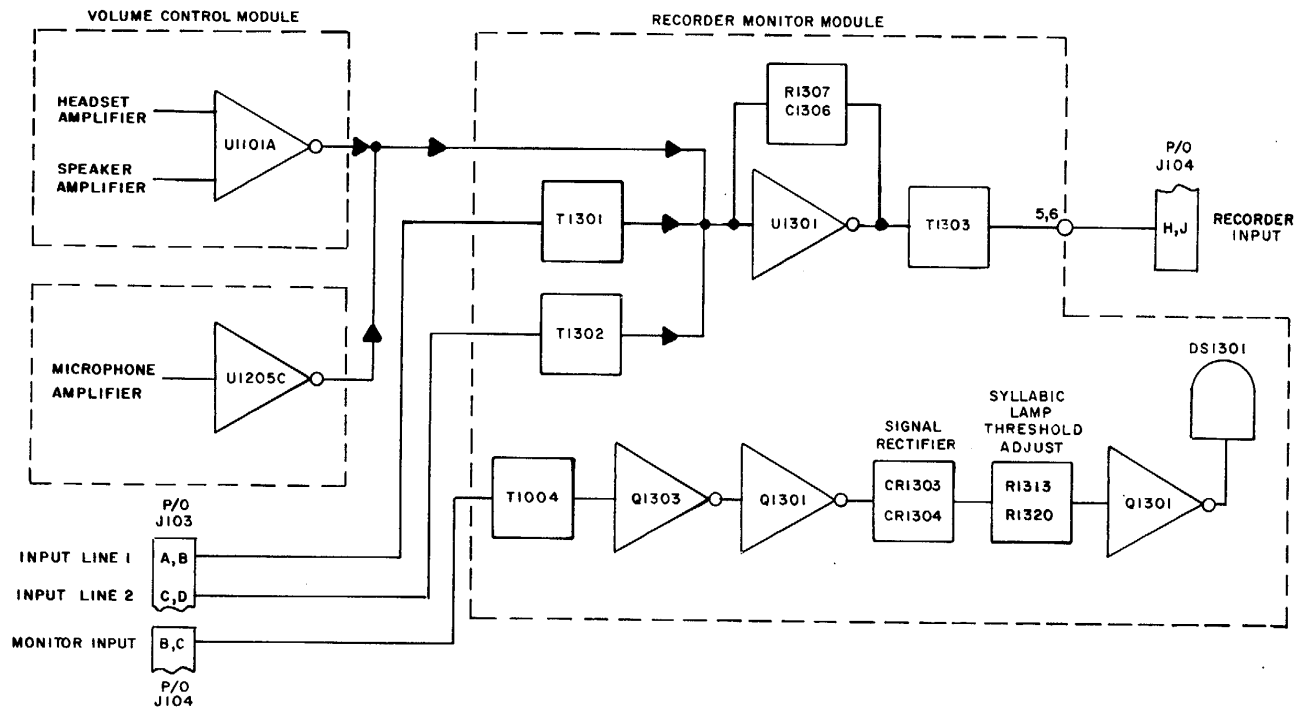 VOLUME CONTROL MODULE
RECORDER MONITOR MODULE
HEADSET
AMPLIFIER
SPEAKER
AMPLIFIER
U1101A
R1307
C1306
P/O
J104
T1301
U1301
T1303
5,6
H,J
RECORDER
INPUT
T1302
MICROPHONE
AMPLIFIER
U1205C
DS1301
SYLLABIC
LAMP
THRESHOLD
ADJUST
SIGNAL
RECTIFIER
T1004
Q1303
Q1301
CR1303
CR1304
R1313
R1320
Q1301
P/O
J103
INPUT LINE 1
A,B
INPUT LINE 2
C,D
MONITOR INPUT
B,C
P/O
J104